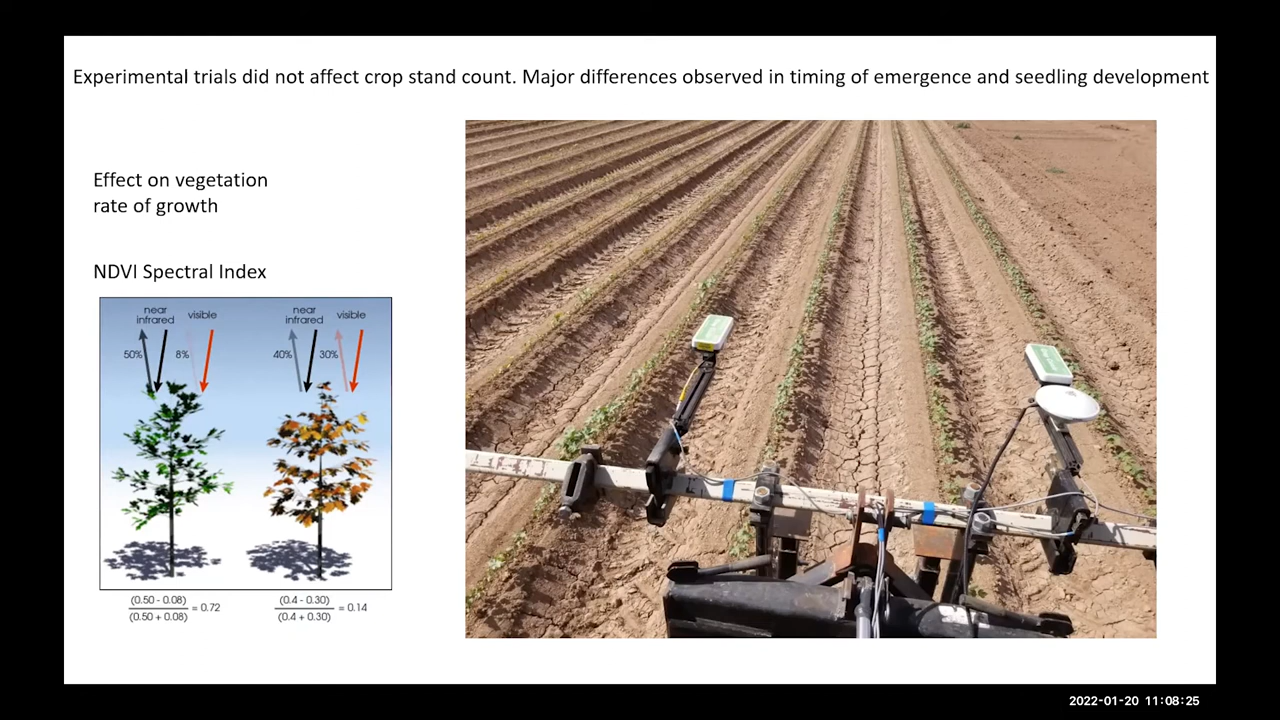 Experimental trials did not affect crop stand count. Major differences observed in timing of emergence and seedling development
Effect on vegetation
rate of growth
NDVI Spectral Index
near
infrared
visible
near
infrared
visible
50%
8%
40%
30%
(0.50 - 0.08)
(0.50 + 0.08)
= 0.72
(0.4 - 0.30)
(0.4 + 0.30)
= 0.14
2022-01-20 11:08:25